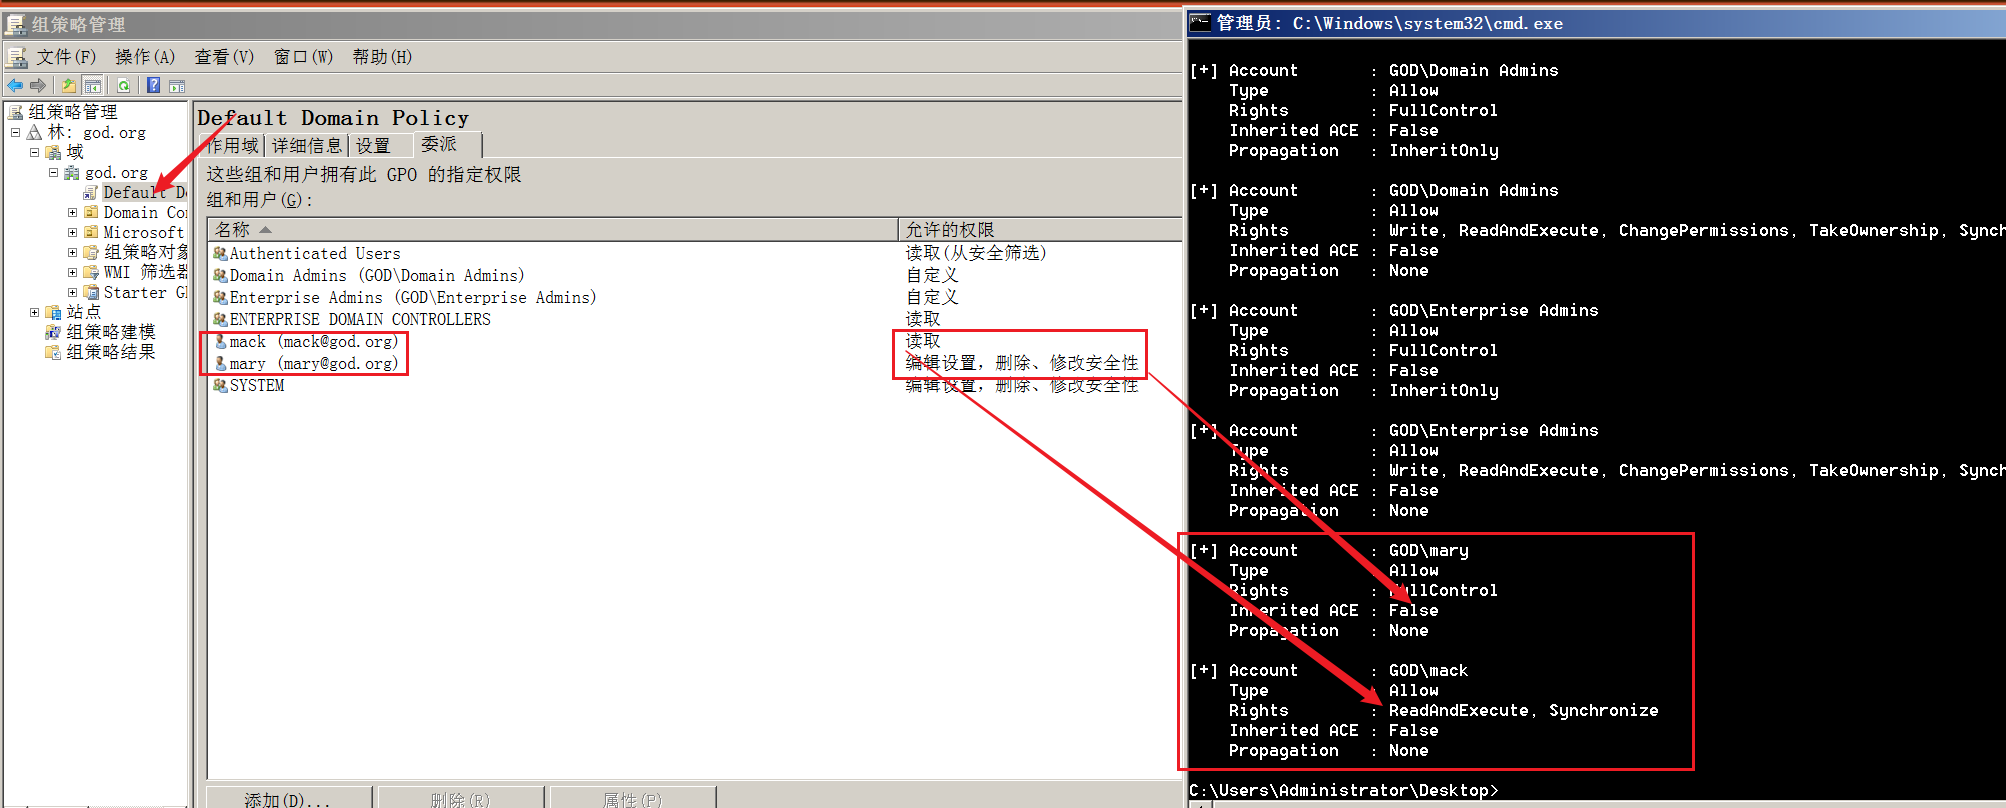 组策略管理
文件(F) 操作(A) 查看(V) 窗口(W) 帮助(H)
组策略管理
林: god.org
域
god.org
Default Do
Domain Con
Microsoft
组策略对象
WMI 筛选器
Starter GP
站点
组策略建模
组策略结果
Default Domain Policy
作用域 详细信息 设置 委派
这些组和用户拥有此 GPO 的指定权限
组和用户(G):
名称 允许的权限
Authenticated Users 读取(从安全筛选)
Domain Admins (GOD\Domain Admins) 自定义
Enterprise Admins (GOD\Enterprise Admins) 自定义
ENTERPRISE DOMAIN CONTROLLERS 读取
mack (mack@god.org) 读取
mary (mary@god.org) 编辑设置, 删除、修改安全性
SYSTEM 编辑设置, 删除、修改安全性
添加(D)... 删除(R) 属性(P)
管理员: C:\Windows\system32\cmd.exe
[+] Account : GOD\Domain Admins
Type : Allow
Rights : FullControl
Inherited ACE : False
Propagation : InheritOnly
[+] Account : GOD\Domain Admins
Type : Allow
Rights : Write, ReadAndExecute, ChangePermissions, TakeOwnership, Synch
Inherited ACE : False
Propagation : None
[+] Account : GOD\Enterprise Admins
Type : Allow
Rights : FullControl
Inherited ACE : False
Propagation : InheritOnly
[+] Account : GOD\Enterprise Admins
Type : Allow
Rights : Write, ReadAndExecute, ChangePermissions, TakeOwnership, Synch
Inherited ACE : False
Propagation : None
[+] Account : GOD\mary
Type : Allow
Rights : FullControl
Inherited ACE : False
Propagation : None
[+] Account : GOD\mack
Type : Allow
Rights : ReadAndExecute, Synchronize
Inherited ACE : False
Propagation : None
C:\Users\Administrator\Desktop>